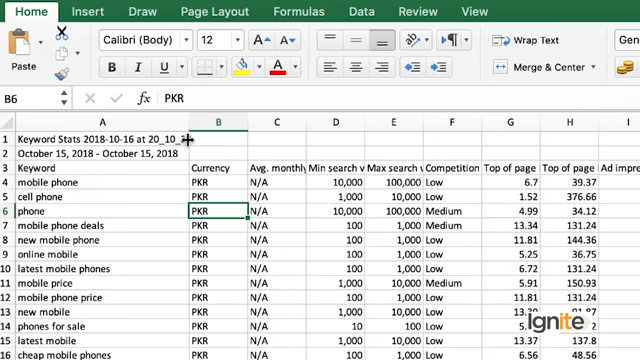 Home Insert Draw Page Layout Formulas Data Review View
Paste Calibri (Body) 12 A A Wrap Text Gen
B I U A Merge & Center
B6 fx PKR
A B C D E F G H
1 Keyword Stats 2018-10-16 at 20_10_
2 October 15, 2018 - October 15, 2018
3 Keyword Currency Avg. monthly Min search v Max search v Competition Top of page Top of page Ad impre
4 mobile phone PKR N/A 10,000 100,000 Low 6.7 39.37
5 cell phone PKR N/A 1,000 10,000 Low 1.52 376.66
6 phone PKR N/A 10,000 100,000 Medium 4.99 34.12
7 mobile phone deals PKR N/A 100 1,000 Medium 13.34 131.24
8 new mobile phone PKR N/A 100 1,000 Low 11.81 144.36
9 online mobile PKR N/A 100 1,000 Low 5.25 36.75
10 latest mobile phones PKR N/A 100 1,000 Low 6.72 131.24
11 mobile price PKR N/A 1,000 10,000 Medium 5.91 150.93
12 mobile phone price PKR N/A 100 1,000 Low 11.81 131.24
13 new mobile PKR N/A 1,000 10,000 Low
14 phones for sale PKR N/A 10 100 Low
15 latest mobile PKR N/A 100 1,000 Low 13.34 137.8
16 cheap mobile phones PKR N/A 100 1,000 Low 7.56 48.56
Ignite